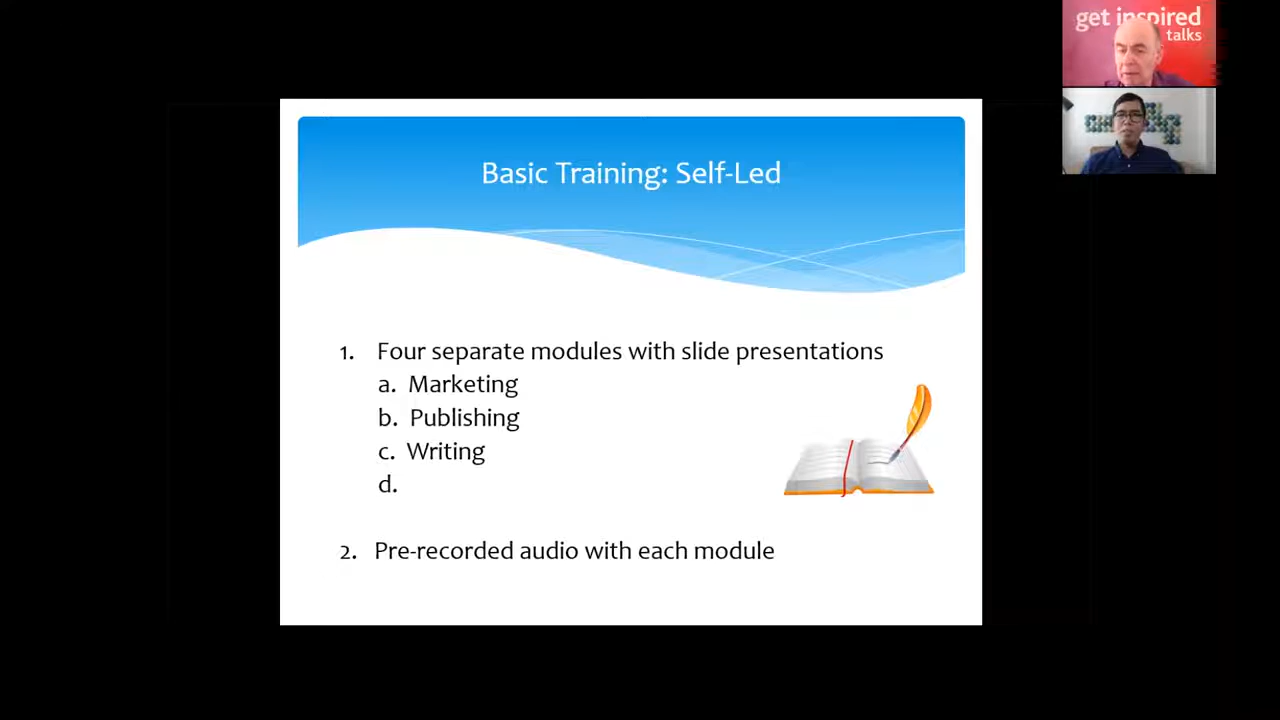 get inspired
talks
Basic Training: Self-Led
1. Four separate modules with slide presentations
a. Marketing
b. Publishing
c. Writing
d.
2. Pre-recorded audio with each module